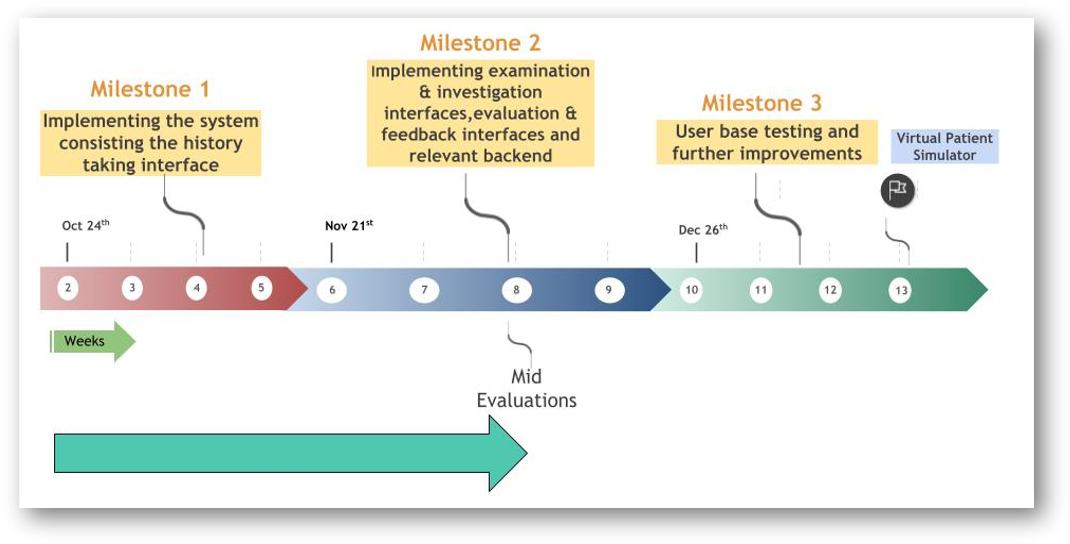 Milestone 1
Implementing the system
consisting the history
taking interface
Milestone 2
Implementing examination
& investigation
interfaces,evaluation &
feedback interfaces and
relevant backend
Milestone 3
User base testing and
further improvements
Virtual Patient
Simulator
Oct 24th
Nov 21st
Dec 26th
2 3 4 5 6 7 8 9 10 11 12 13
Weeks
Mid
Evaluations